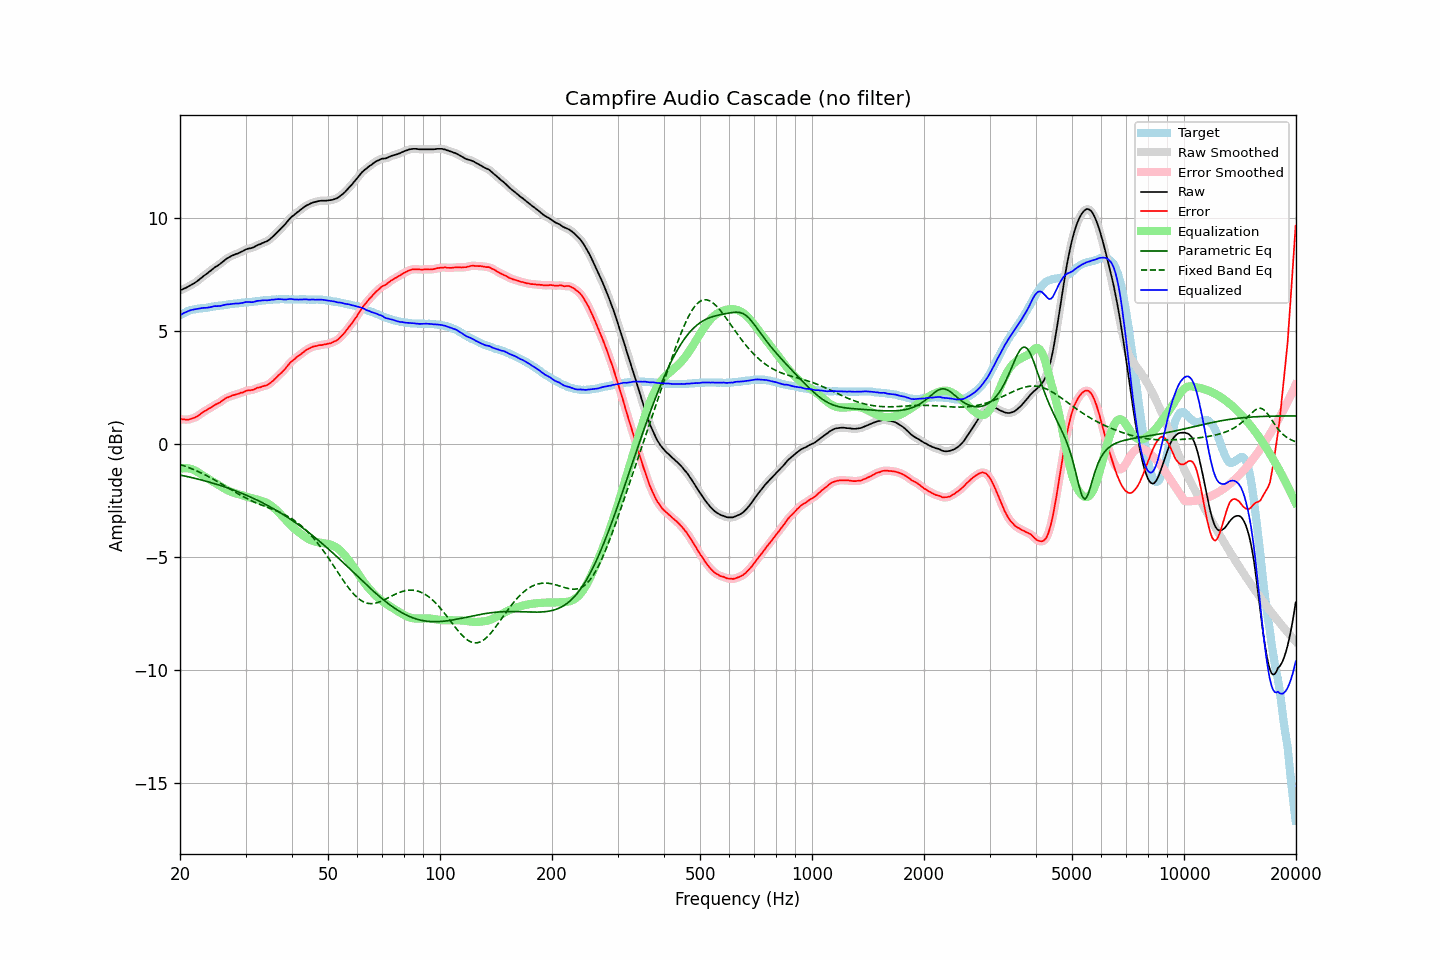 Campfire Audio Cascade (no filter)
Target
Raw Smoothed
Error Smoothed
Raw
Error
Equalization
Parametric Eq
Fixed Band Eq
Equalized
Amplitude (dBr)
10
5
0
−5
−10
−15
20 50 100 200 500 1000 2000 5000 10000 20000
Frequency (Hz)